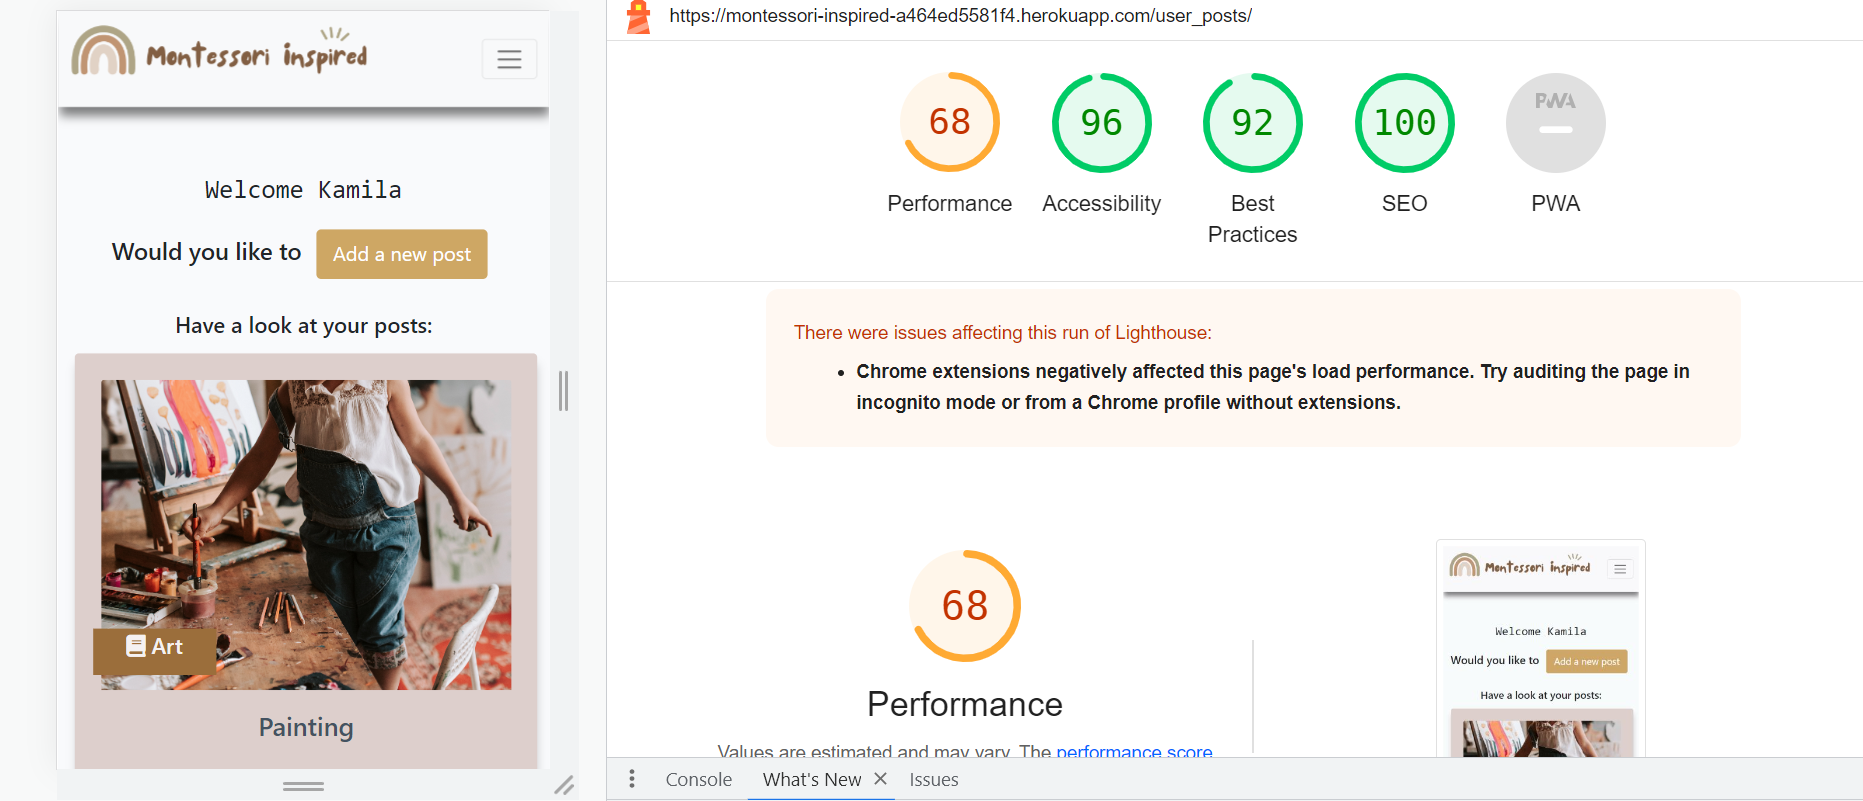 Montessori inspired
Welcome Kamila
Would you like to
Add a new post
Have a look at your posts:
Art
Painting
https://montessori-inspired-a464ed5581f4.herokuapp.com/user_posts/
68
96
92
100
PWA
Performance
Accessibility
Best
Practices
SEO
PWA
There were issues affecting this run of Lighthouse:
Chrome extensions negatively affected this page's load performance. Try auditing the page in
incognito mode or from a Chrome profile without extensions.
68
Performance
Values are estimated and may vary. The performance score
Montessori inspired
Welcome Kamila
Would you like to
Add a new post
Have a look at your posts:
Console
What's New
Issues